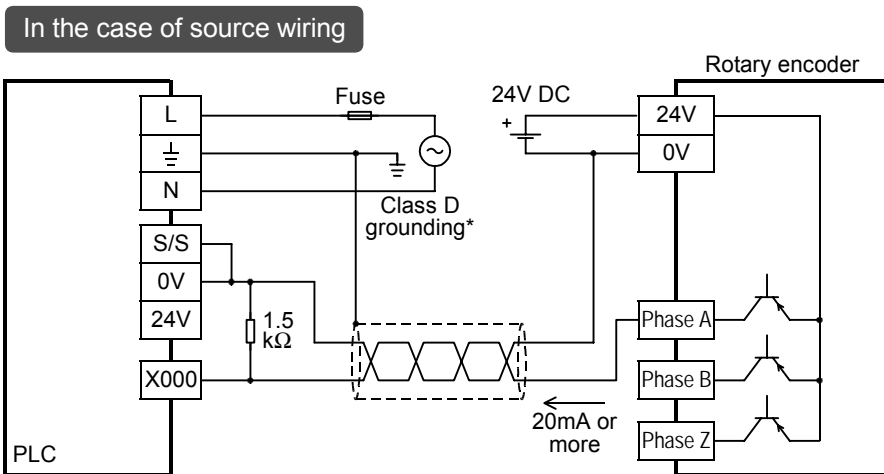 In the case of source wiring
Rotary encoder
Fuse
24V DC
+
L
N
24V
0V
Class D
grounding*
S/S
0V
24V
X000
1.5
kΩ
Phase A
Phase B
Phase Z
20mA or
more
PLC